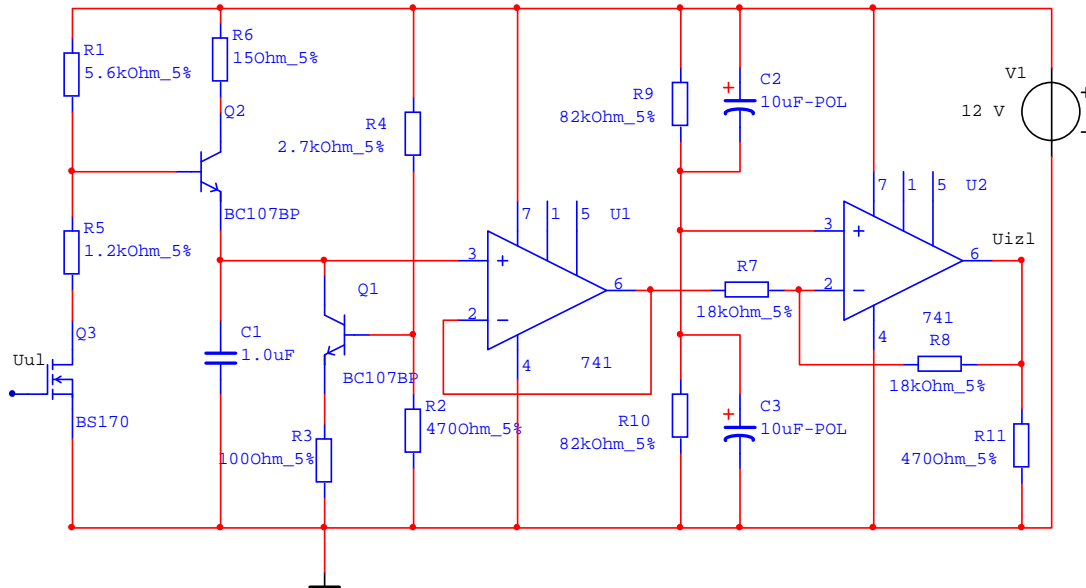 R1
5.6kOhm_5%
R6
15Ohm_5%
Q2
BC107BP
R4
2.7kOhm_5%
R5
1.2kOhm_5%
Q3
Uul
BS170
C1
1.0uF
Q1
BC107BP
R3
100Ohm_5%
R2
470Ohm_5%
U1
7
1
5
3
+
2
−
6
4
741
R9
82kOhm_5%
+
C2
10uF-POL
R7
18kOhm_5%
R10
82kOhm_5%
+
C3
10uF-POL
U2
7
1
5
3
+
2
−
6
4
741
Uizl
R8
18kOhm_5%
R11
470Ohm_5%
V1
12 V
+
−